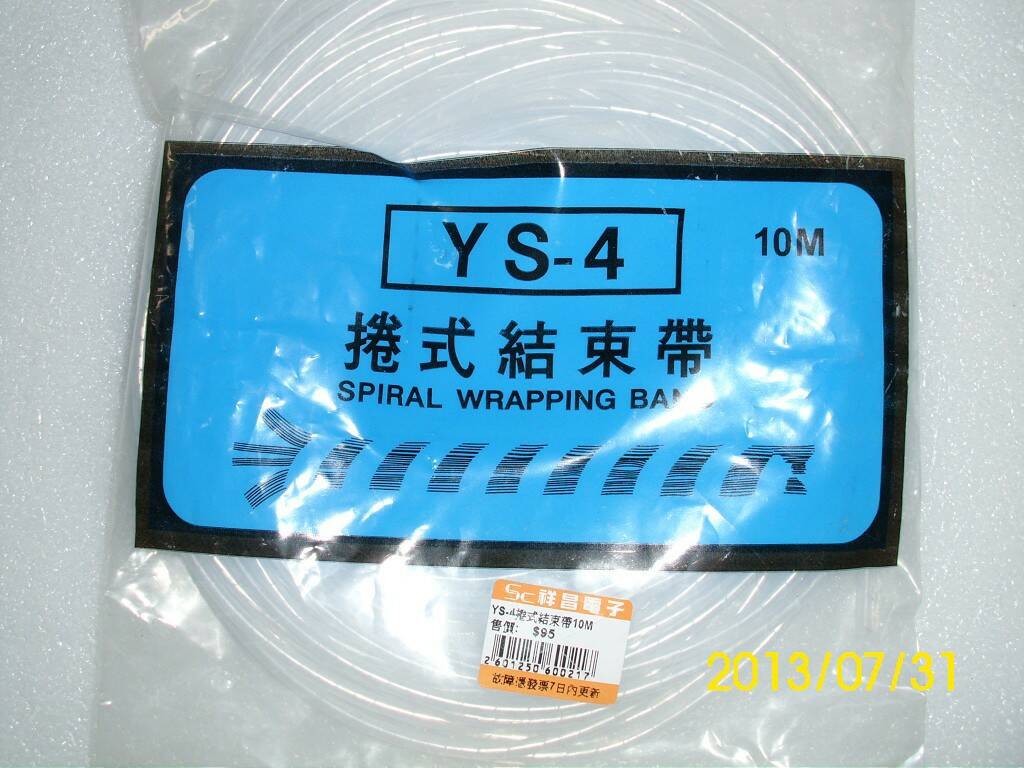 YS-4
10M
捲式結束帶
SPIRAL WRAPPING BAND
SC祥昌電子
YS-4捲式結束帶10M
售價: $95
2601250600217
故障憑發票7日內更新
2013/07/31